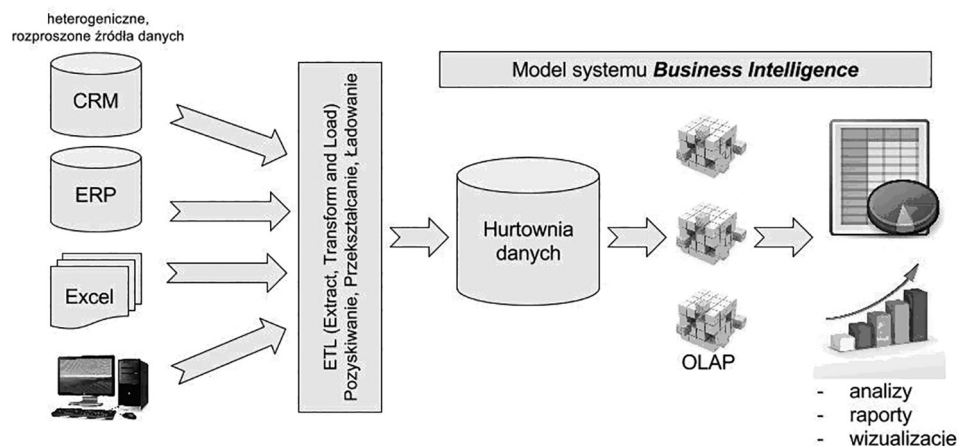 heterogeniczne,
rozproszone źródła danych
CRM
ERP
Excel
ETL (Extract, Transform and Load)
Pozyskiwanie, Przekształcanie, Ładowanie
Model systemu Business Intelligence
Hurtownia
danych
OLAP
- analizy
- raporty
- wizualizacje